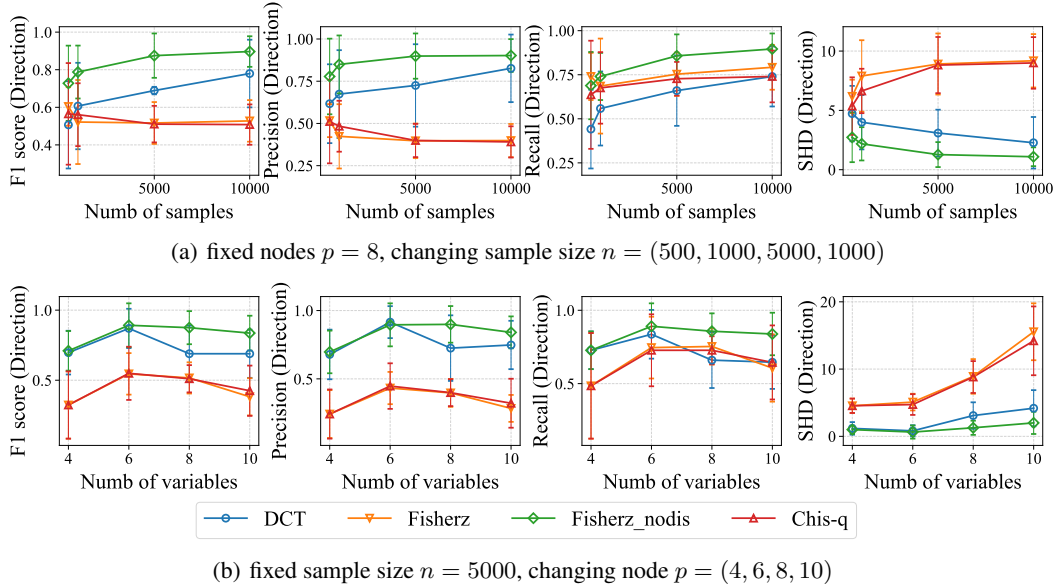 F1 score (Direction)
1.0
0.8
0.6
0.4
5000
10000
Numb of samples
Precision (Direction)
1.00
0.75
0.50
0.25
5000
10000
Numb of samples
Recall (Direction)
1.00
0.75
0.50
0.25
5000
10000
Numb of samples
SHD (Direction)
10
5
0
5000
10000
Numb of samples
(a) fixed nodes p = 8, changing sample size n = (500, 1000, 5000, 1000)
F1 score (Direction)
1.0
0.5
4 6 8 10
Numb of variables
Precision (Direction)
1.0
0.5
4 6 8 10
Numb of variables
Recall (Direction)
1.0
0.5
4 6 8 10
Numb of variables
SHD (Direction)
20
10
0
4 6 8 10
Numb of variables
DCT Fisherz Fisherz_nodis Chis-q
(b) fixed sample size n = 5000, changing node p = (4, 6, 8, 10)